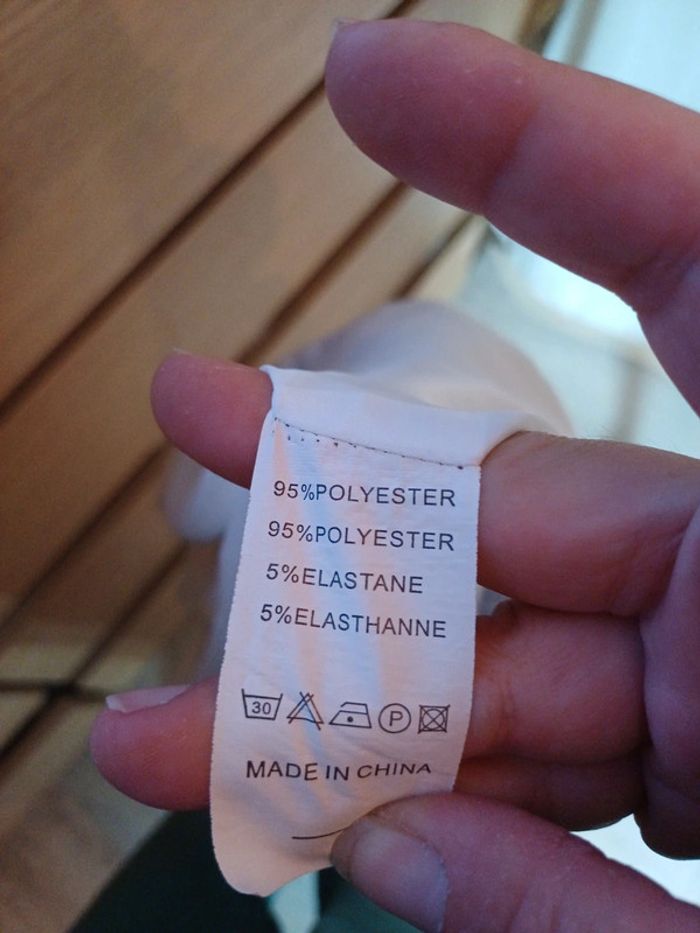 95%POLYESTER
95%POLYESTER
5%ELASTANE
5%ELASTHANNE
30 P
MADE IN CHINA